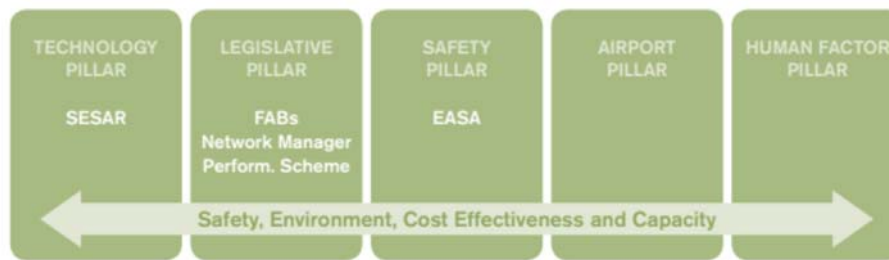 TECHNOLOGY
PILLAR
SESAR
LEGISLATIVE
PILLAR
FABs
Network Manager
Perform. Scheme
SAFETY
PILLAR
EASA
AIRPORT
PILLAR
HUMAN FACTOR
PILLAR
Safety, Environment, Cost Effectiveness and Capacity